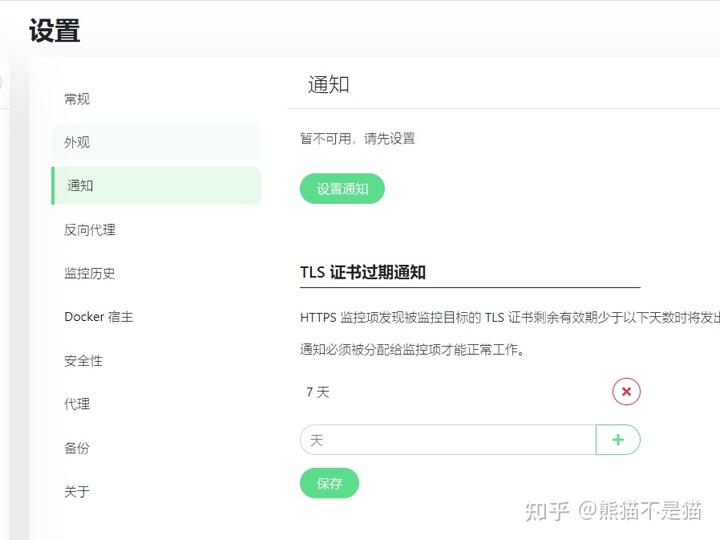 设置
常规
外观
通知
反向代理
监控历史
Docker 宿主
安全性
代理
备份
关于
通知
暂不可用，请先设置
设置通知
TLS 证书过期通知
HTTPS 监控项发现被监控目标的 TLS 证书剩余有效期少于以下天数时将发出
通知必须被分配给监控项才能正常工作。
7 天
天
保存
知乎 @熊猫不是猫